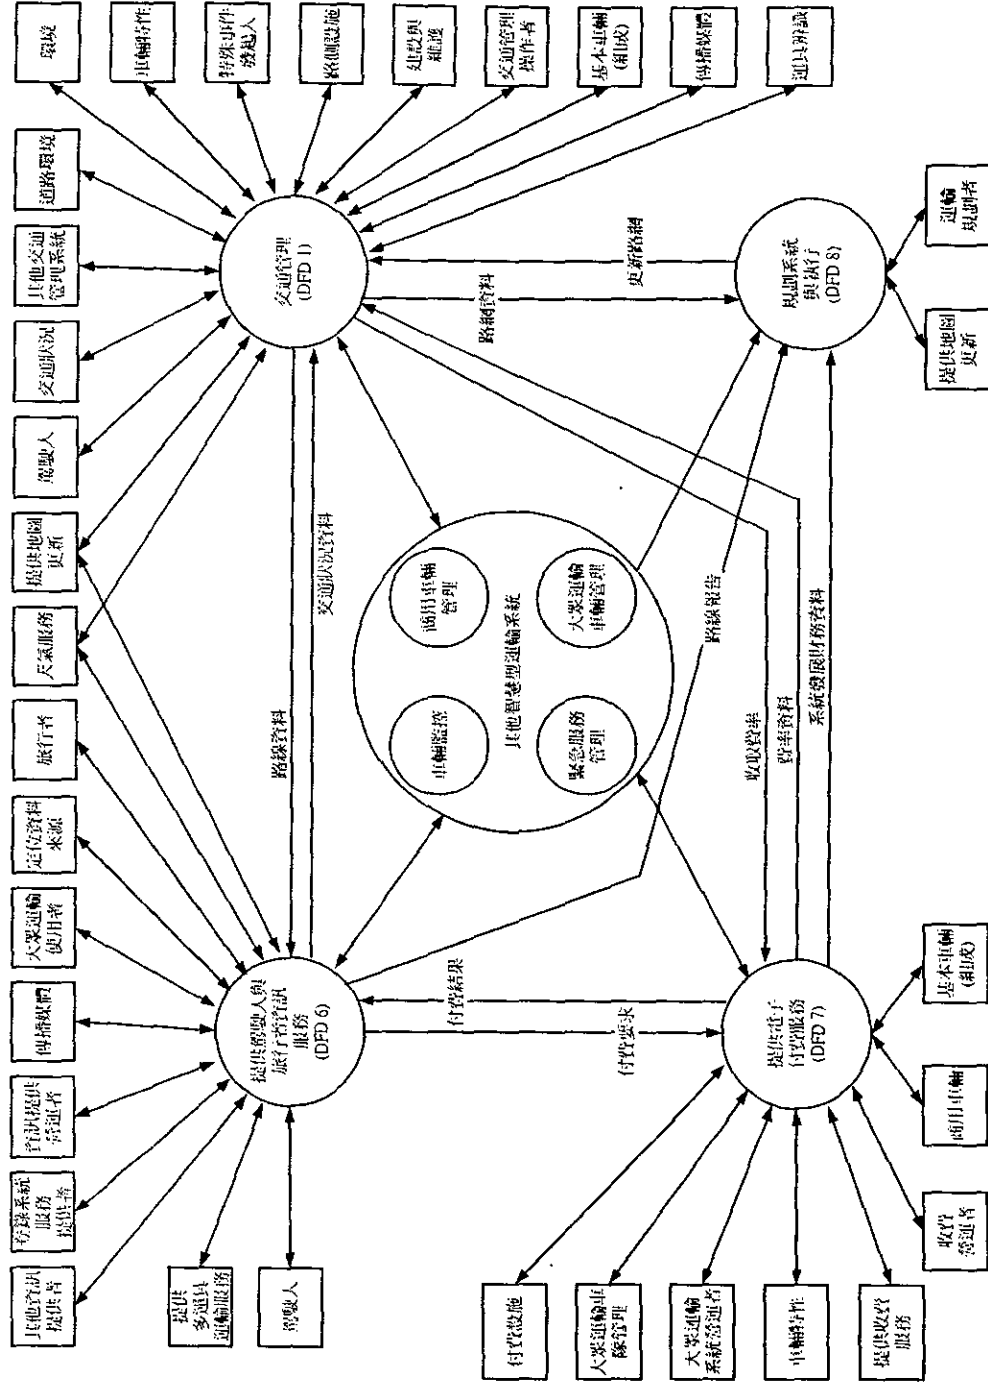 其他資訊
提供者
登錄系統
服務
提供者
資訊提供
營運者
傳播媒體
大眾運輸
使用者
定位資料
來源
旅行者
天氣服務
提供地圖
更新
駕駛人
交通狀況
其他交通
管理系統
道路環境
環境
車輛特性
特殊事件
發起人
路側設施
建設與
維護
交通管理
操作者
基本車輛
(組成)
傳播媒體
道具辨識
提供
多運具
運輸服務
駕駛人
提供駕駛人與
旅行者資訊
服務
(DFD 6)
路線資料
交通狀況資料
交通管理
(DFD 1)
付費結果
付費要求
車輛監控
商用車輛
管理
其他智慧型運輸系統
緊急服務
管理
大眾運輸
車輛管理
路網資料
更新路網
路線報告
收收費率
費率資料
系統發展財務資料
付費設施
大眾運輸車
隊管理
大眾運輸
系統營運者
車輛特性
提供收費
服務
提供電子
付費服務
(DFD 7)
規劃系統
與執行
(DFD 8)
收費
營運者
商用車輛
基本車輛
(組成)
提供地圖
更新
運輸
規劃者